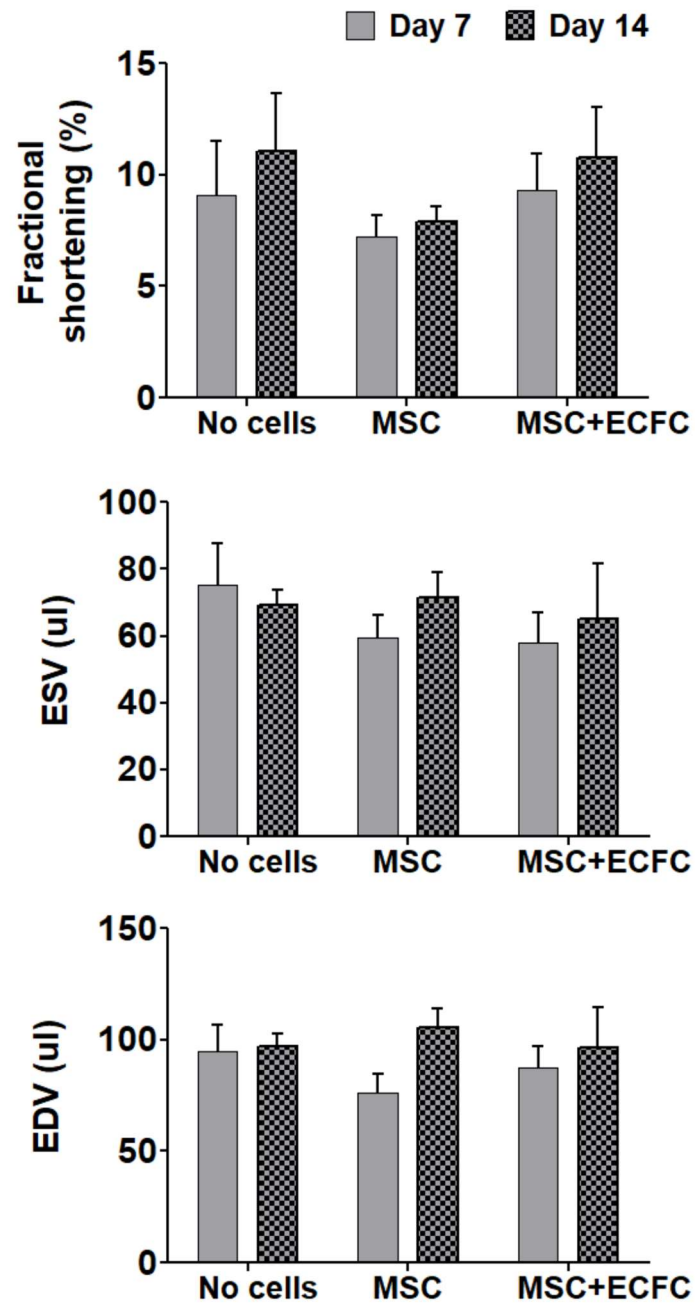 Day 7 Day 14
Fractional
shortening (%)
15
10
5
0
No cells MSC MSC+ECFC
ESV (ul)
100
80
60
40
20
0
No cells MSC MSC+ECFC
EDV (ul)
150
100
50
0
No cells MSC MSC+ECFC